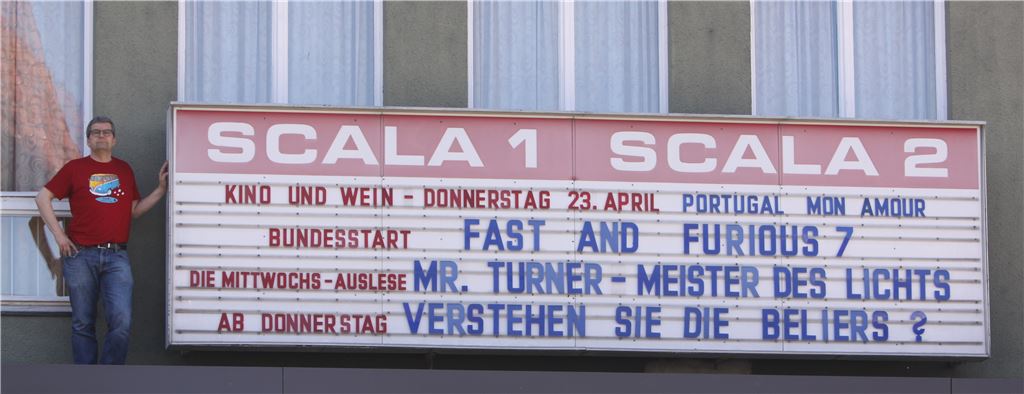 SCALA 1 SCALA 2
KINO UND WEIN - DONNERSTAG 23. APRIL PORTUGAL MON AMOUR
BUNDESSTART FAST AND FURIOUS 7
DIE MITTWOCHS-AUSLESE MR. TURNER - MEISTER DES LICHTS
AB DONNERSTAG VERSTEHEN SIE DIE BELIERS ?